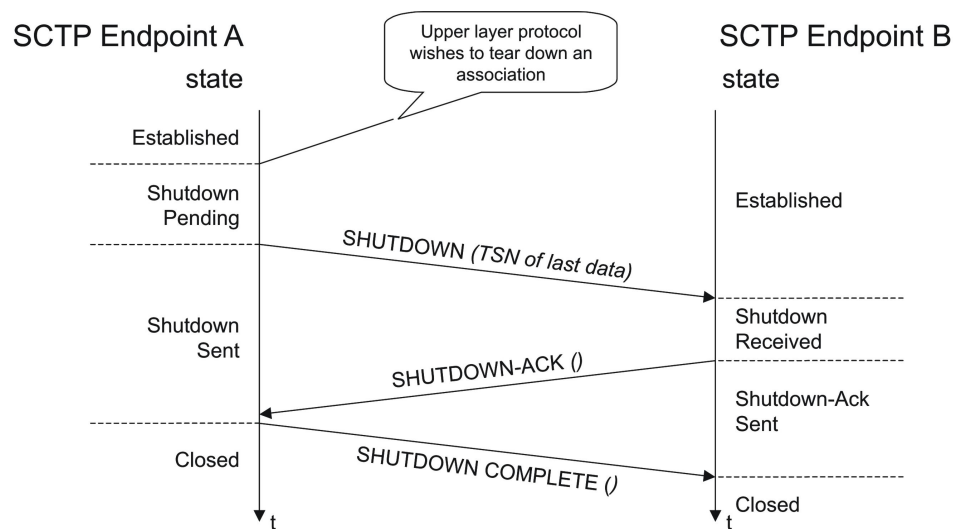 SCTP Endpoint A
state
Upper layer protocol
wishes to tear down an
association
SCTP Endpoint B
state
Established
Shutdown
Pending
Established
SHUTDOWN (TSN of last data)
Shutdown
Sent
Shutdown
Received
SHUTDOWN-ACK ()
Shutdown-Ack
Sent
Closed
SHUTDOWN COMPLETE ()
Closed
t
t